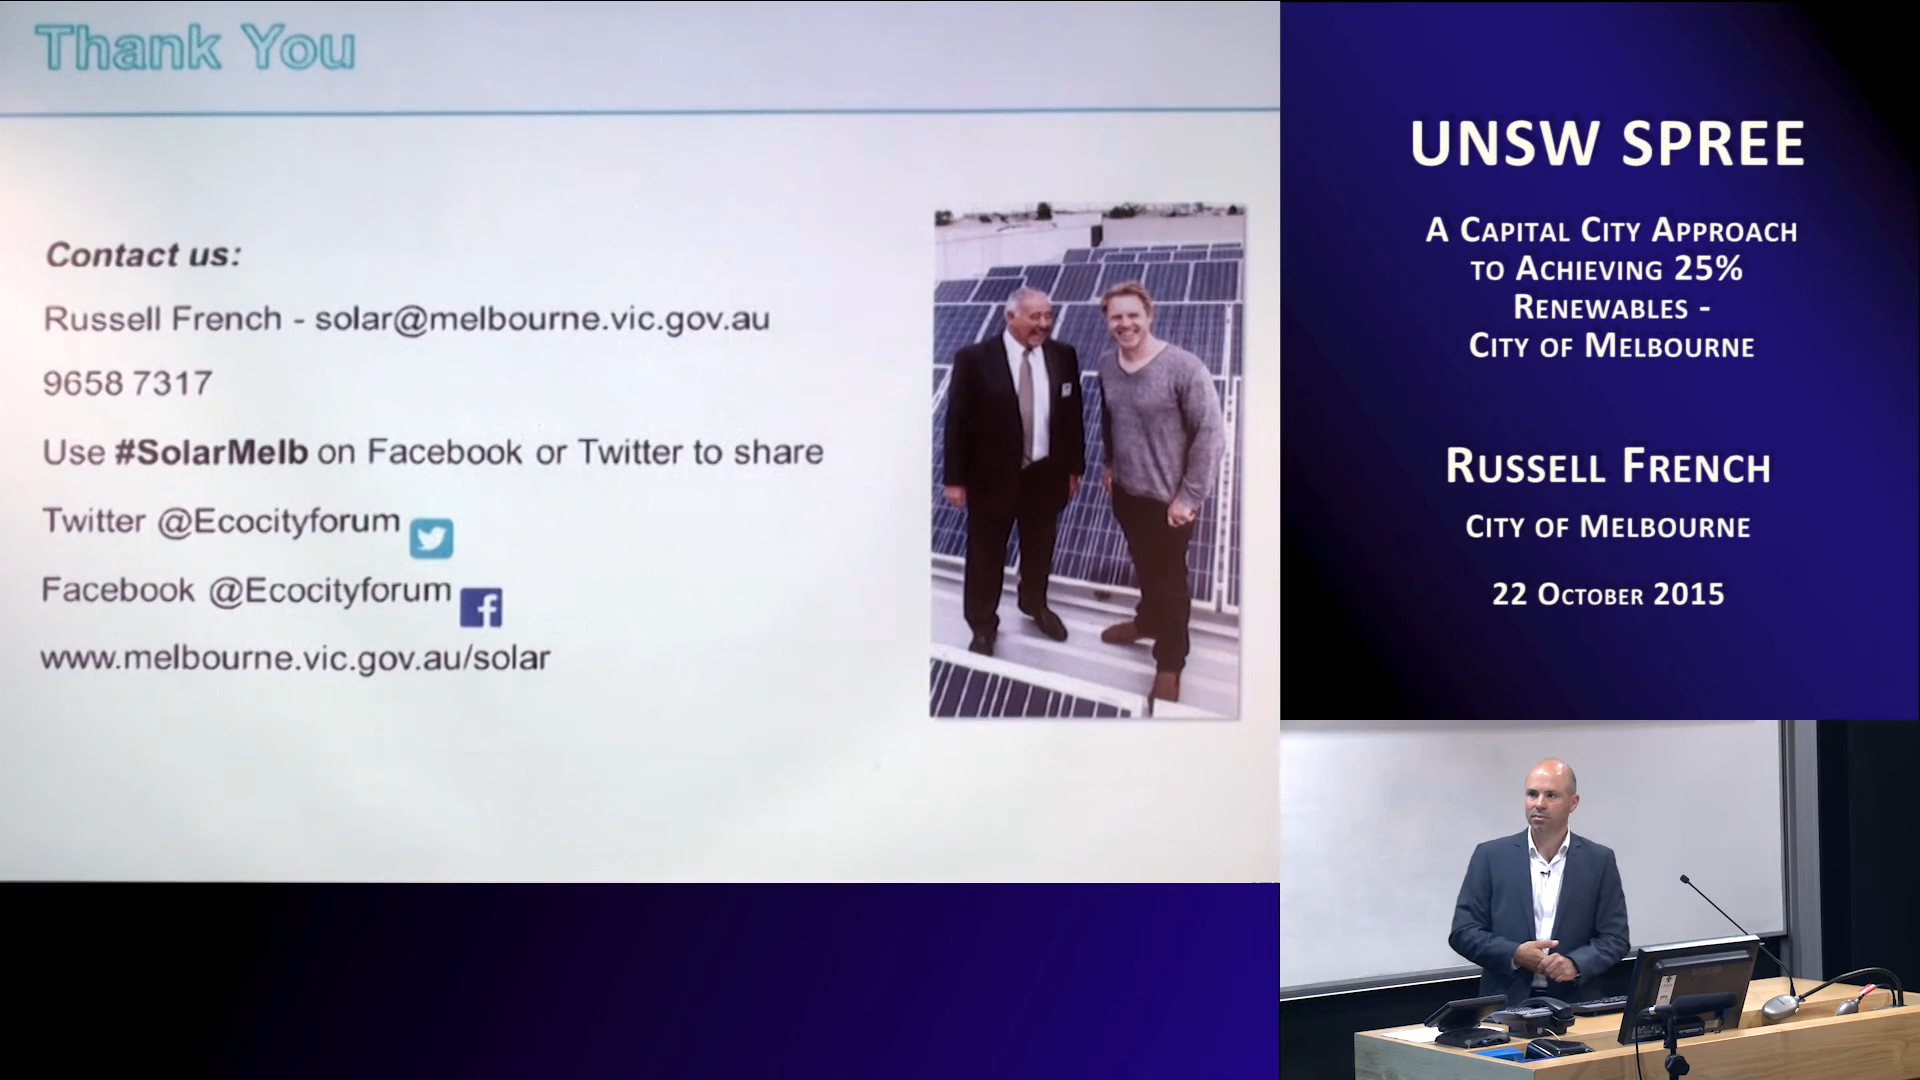 Thank You
Contact us:
Russell French - solar@melbourne.vic.gov.au
9658 7317
Use #SolarMelb on Facebook or Twitter to share
Twitter @Ecocityforum
Facebook @Ecocityforum
www.melbourne.vic.gov.au/solar
UNSW SPREE
A CAPITAL CITY APPROACH
TO ACHIEVING 25%
RENEWABLES -
CITY OF MELBOURNE
RUSSELL FRENCH
CITY OF MELBOURNE
22 OCTOBER 2015